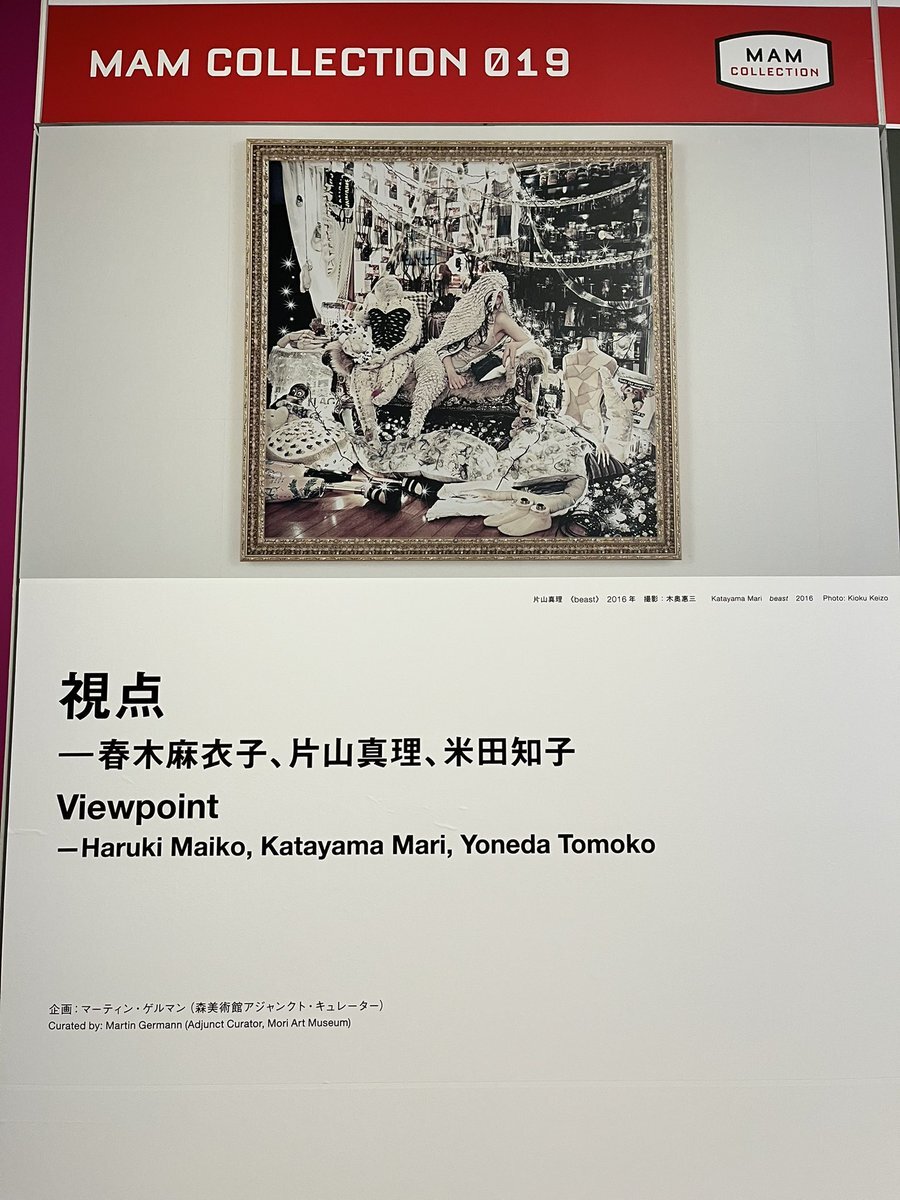 MAM COLLECTION 019
MAM
COLLECTION
片山真理 《beast》 2016年 撮影：木奥惠三 Katayama Mari beast 2016 Photo: Kioku Keizo
視点
—春木麻衣子、片山真理、米田知子
Viewpoint
—Haruki Maiko, Katayama Mari, Yoneda Tomoko
企画：マーティン・ゲルマン（森美術館アジャンクト・キュレーター）
Curated by: Martin Germann (Adjunct Curator, Mori Art Museum)